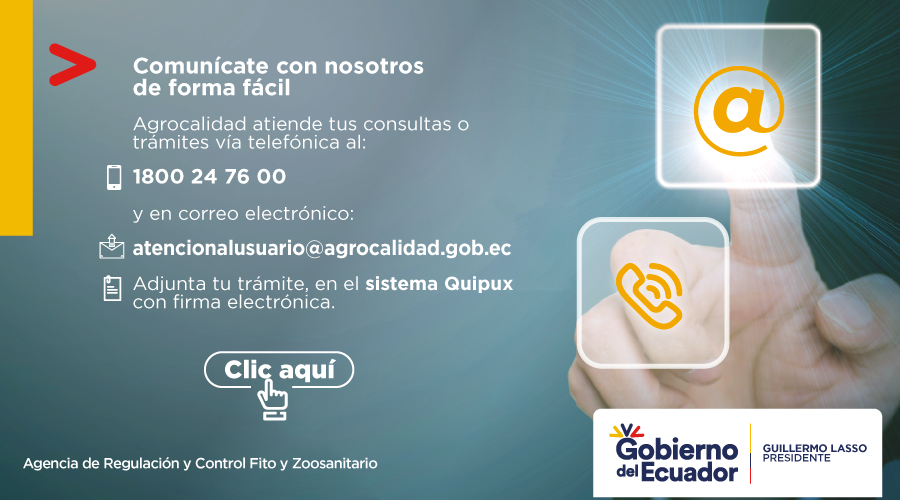 Comunícate con nosotros
de forma fácil
Agrocalidad atiende tus consultas o
trámites vía telefónica al:
1800 24 76 00
y en correo electrónico:
atencionalusuario@agrocalidad.gob.ec
Adjunta tu trámite, en el sistema Quipux
con firma electrónica.
Clic aquí
@
Agencia de Regulación y Control Fito y Zoosanitario
Gobierno
del Ecuador
GUILLERMO LASSO
PRESIDENTE